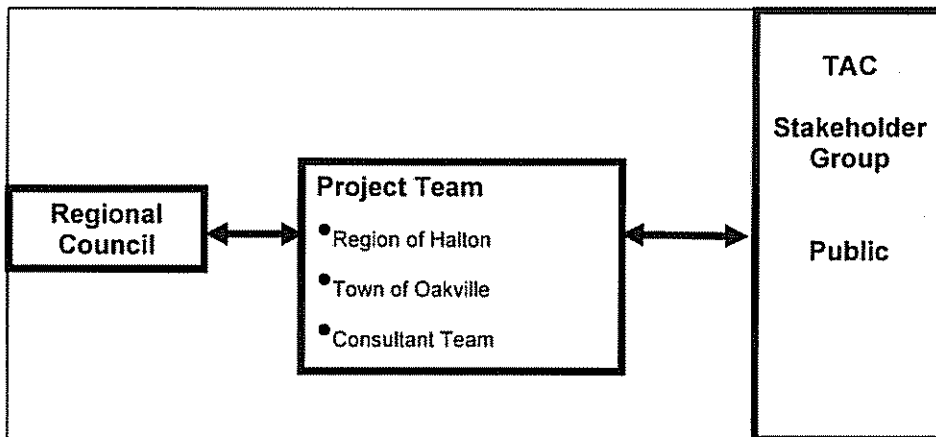 Regional
Council
Project Team
•Region of Halton
•Town of Oakville
•Consultant Team
TAC
Stakeholder
Group
Public